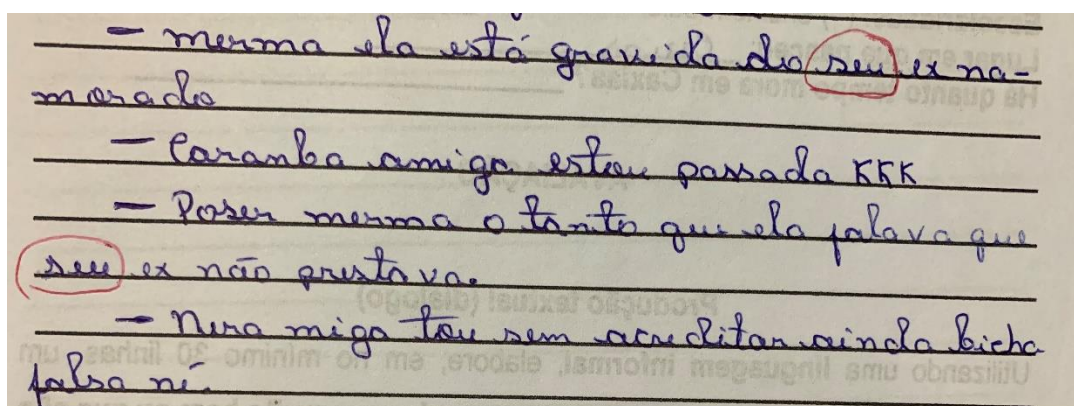 — merma ela está gravida do seu ex na-
morado
— Caramba amiga estou passada KKK
— Poser merma o tanto que ela falava que
seu ex não prestava.
— Nera miga tou sem acreditar ainda bicha
falsa né.